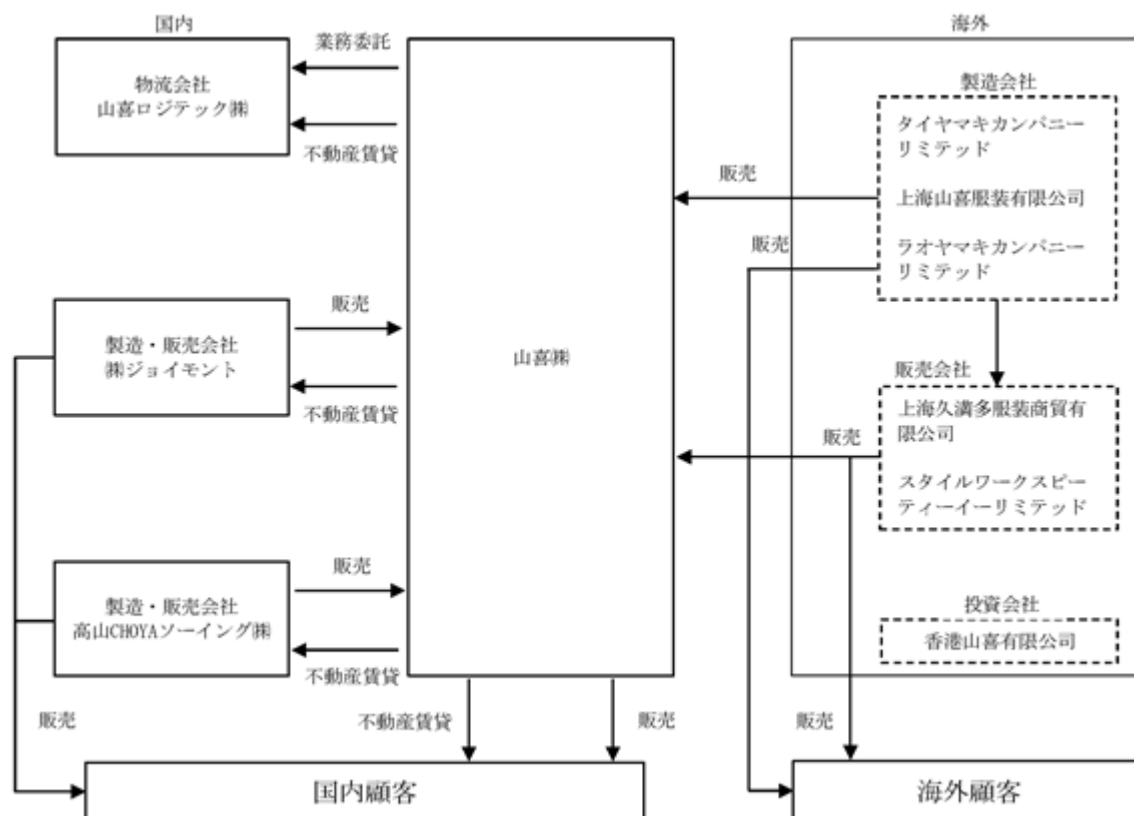 国内
海外
業務委託
物流会社
山喜ロジテック㈱
不動産賃貸
製造会社
タイヤマキカンパニー
リミテッド
上海山喜服装有限公司
ラオヤマキカンパニー
リミテッド
販売
販売
販売
製造・販売会社
㈱ジョイモント
不動産賃貸
山喜㈱
販売会社
上海久満多服装商貿有
限公司
スタイルワークスピー
ティーイーリミテッド
販売
販売
製造・販売会社
高山CHOYAソーイング㈱
不動産賃貸
投資会社
香港山喜有限公司
販売
不動産賃貸
販売
販売
国内顧客
海外顧客